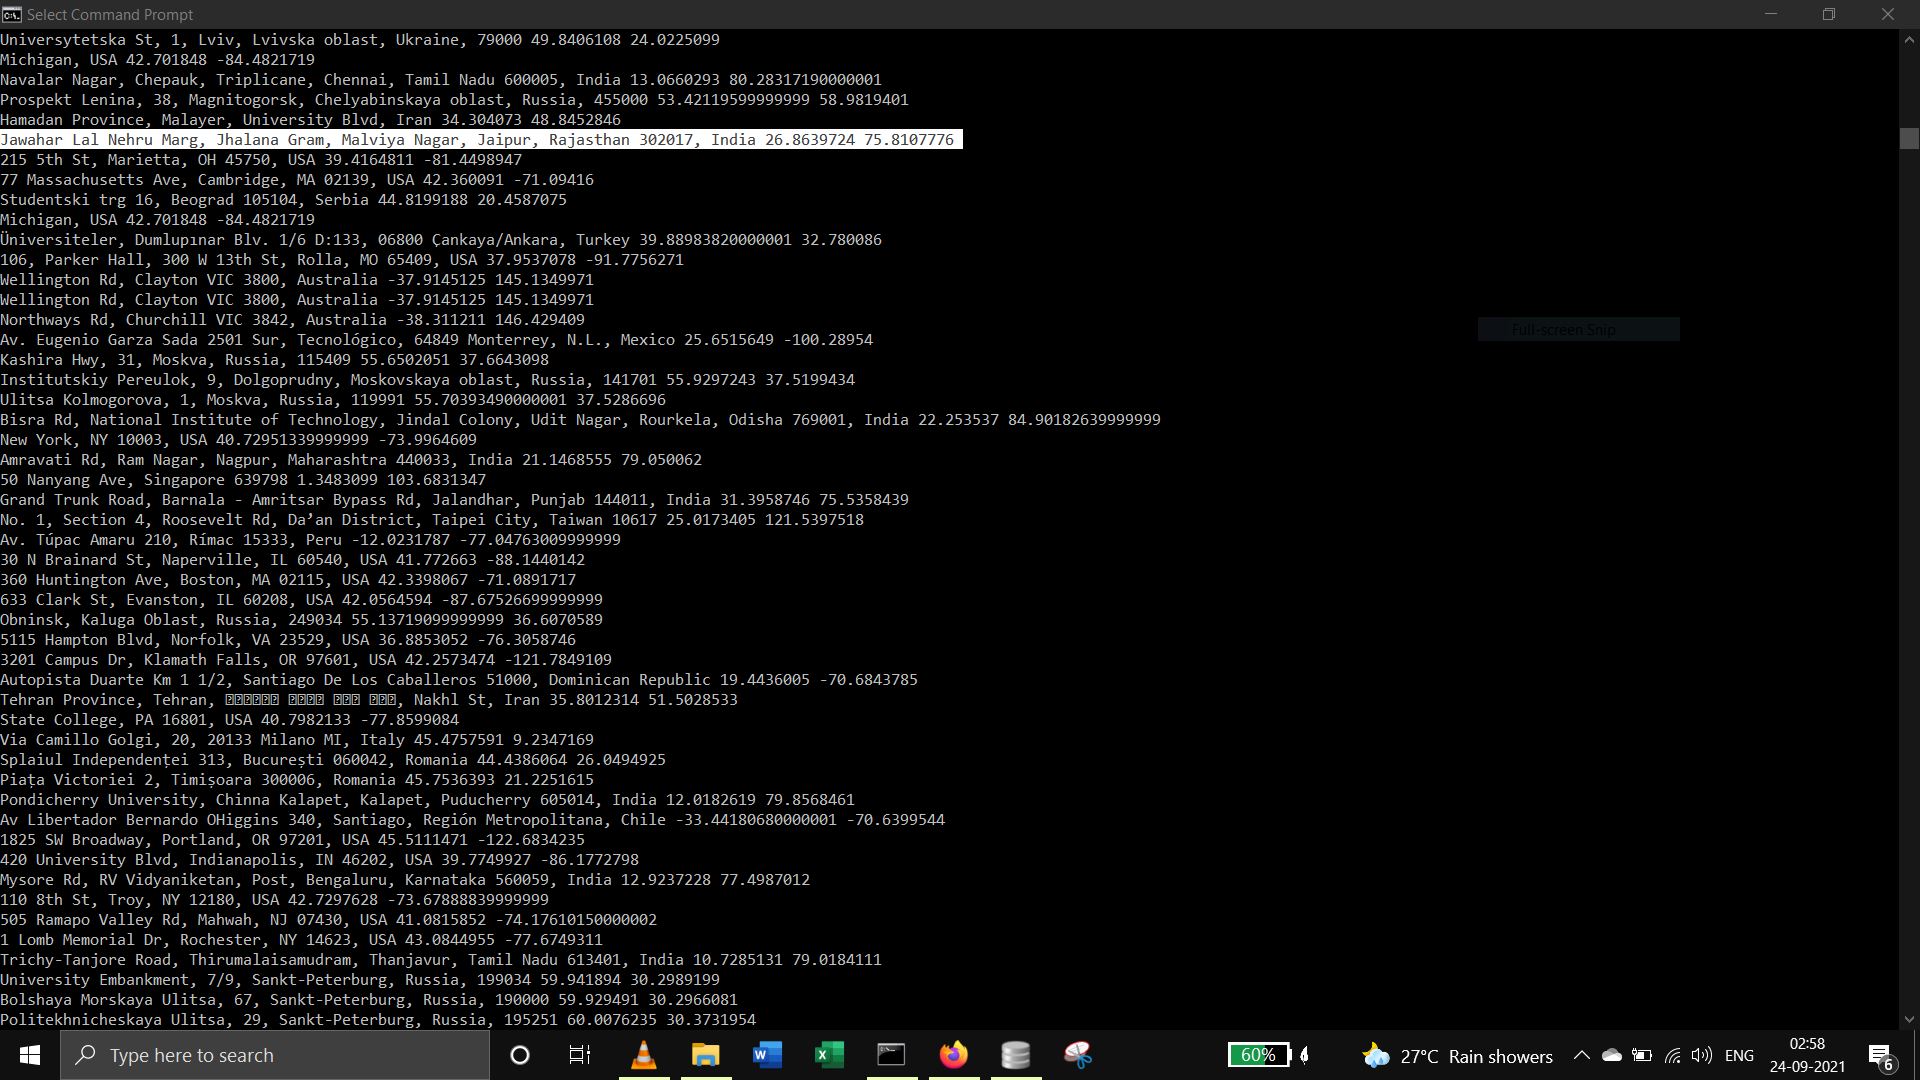 Select Command Prompt
Universytetska St, 1, Lviv, Lvivska oblast, Ukraine, 79000 49.8406108 24.0225099
Michigan, USA 42.701848 -84.4821719
Navalar Nagar, Chepauk, Triplicane, Chennai, Tamil Nadu 600005, India 13.0660293 80.28317190000001
Prospekt Lenina, 38, Magnitogorsk, Chelyabinskaya oblast, Russia, 455000 53.42119599999999 58.9819401
Hamadan Province, Malayer, University Blvd, Iran 34.304073 48.8452846
Jawahar Lal Nehru Marg, Jhalana Gram, Malviya Nagar, Jaipur, Rajasthan 302017, India 26.8639724 75.8107776
215 5th St, Marietta, OH 45750, USA 39.4164811 -81.4498947
77 Massachusetts Ave, Cambridge, MA 02139, USA 42.360091 -71.09416
Studentski trg 16, Beograd 105104, Serbia 44.8199188 20.4587075
Michigan, USA 42.701848 -84.4821719
Üniversiteler, Dumlupınar Blv. 1/6 D:133, 06800 Çankaya/Ankara, Turkey 39.88983820000001 32.780086
106, Parker Hall, 300 W 13th St, Rolla, MO 65409, USA 37.9537078 -91.7756271
Wellington Rd, Clayton VIC 3800, Australia -37.9145125 145.1349971
Wellington Rd, Clayton VIC 3800, Australia -37.9145125 145.1349971
Northways Rd, Churchill VIC 3842, Australia -38.311211 146.429409
Full-screen Snip
Av. Eugenio Garza Sada 2501 Sur, Tecnológico, 64849 Monterrey, N.L., Mexico 25.6515649 -100.28954
Kashira Hwy, 31, Moskva, Russia, 115409 55.6502051 37.6643098
Institutskiy Pereulok, 9, Dolgoprudny, Moskovskaya oblast, Russia, 141701 55.9297243 37.5199434
Ulitsa Kolmogorova, 1, Moskva, Russia, 119991 55.70393490000001 37.5286696
Bisra Rd, National Institute of Technology, Jindal Colony, Udit Nagar, Rourkela, Odisha 769001, India 22.253537 84.90182639999999
New York, NY 10003, USA 40.72951339999999 -73.9964609
Amravati Rd, Ram Nagar, Nagpur, Maharashtra 440033, India 21.1468555 79.050062
50 Nanyang Ave, Singapore 639798 1.3483099 103.6831347
Grand Trunk Road, Barnala - Amritsar Bypass Rd, Jalandhar, Punjab 144011, India 31.3958746 75.5358439
No. 1, Section 4, Roosevelt Rd, Da’an District, Taipei City, Taiwan 10617 25.0173405 121.5397518
Av. Túpac Amaru 210, Rímac 15333, Peru -12.0231787 -77.04763009999999
30 N Brainard St, Naperville, IL 60540, USA 41.772663 -88.1440142
360 Huntington Ave, Boston, MA 02115, USA 42.3398067 -71.0891717
633 Clark St, Evanston, IL 60208, USA 42.0564594 -87.67526699999999
Obninsk, Kaluga Oblast, Russia, 249034 55.13719099999999 36.6070589
5115 Hampton Blvd, Norfolk, VA 23529, USA 36.8853052 -76.3058746
3201 Campus Dr, Klamath Falls, OR 97601, USA 42.2573474 -121.7849109
Autopista Duarte Km 1 1/2, Santiago De Los Caballeros 51000, Dominican Republic 19.4436005 -70.6843785
Tehran Province, Tehran, , Nakhl St, Iran 35.8012314 51.5028533
State College, PA 16801, USA 40.7982133 -77.8599084
Via Camillo Golgi, 20, 20133 Milano MI, Italy 45.4757591 9.2347169
Splaiul Independenței 313, București 060042, Romania 44.4386064 26.0494925
Piața Victoriei 2, Timișoara 300006, Romania 45.7536393 21.2251615
Pondicherry University, Chinna Kalapet, Kalapet, Puducherry 605014, India 12.0182619 79.8568461
Av Libertador Bernardo OHiggins 340, Santiago, Región Metropolitana, Chile -33.44180680000001 -70.6399544
1825 SW Broadway, Portland, OR 97201, USA 45.5111471 -122.6834235
420 University Blvd, Indianapolis, IN 46202, USA 39.7749927 -86.1772798
Mysore Rd, RV Vidyaniketan, Post, Bengaluru, Karnataka 560059, India 12.9237228 77.4987012
110 8th St, Troy, NY 12180, USA 42.7297628 -73.67888839999999
505 Ramapo Valley Rd, Mahwah, NJ 07430, USA 41.0815852 -74.17610150000002
1 Lomb Memorial Dr, Rochester, NY 14623, USA 43.0844955 -77.6749311
Trichy-Tanjore Road, Thirumalaisamudram, Thanjavur, Tamil Nadu 613401, India 10.7285131 79.0184111
University Embankment, 7/9, Sankt-Peterburg, Russia, 199034 59.941894 30.2989199
Bolshaya Morskaya Ulitsa, 67, Sankt-Peterburg, Russia, 190000 59.929491 30.2966081
Politekhnicheskaya Ulitsa, 29, Sankt-Peterburg, Russia, 195251 60.0076235 30.3731954
Type here to search
60%
27°C Rain showers
ENG
02:58
24-09-2021
6